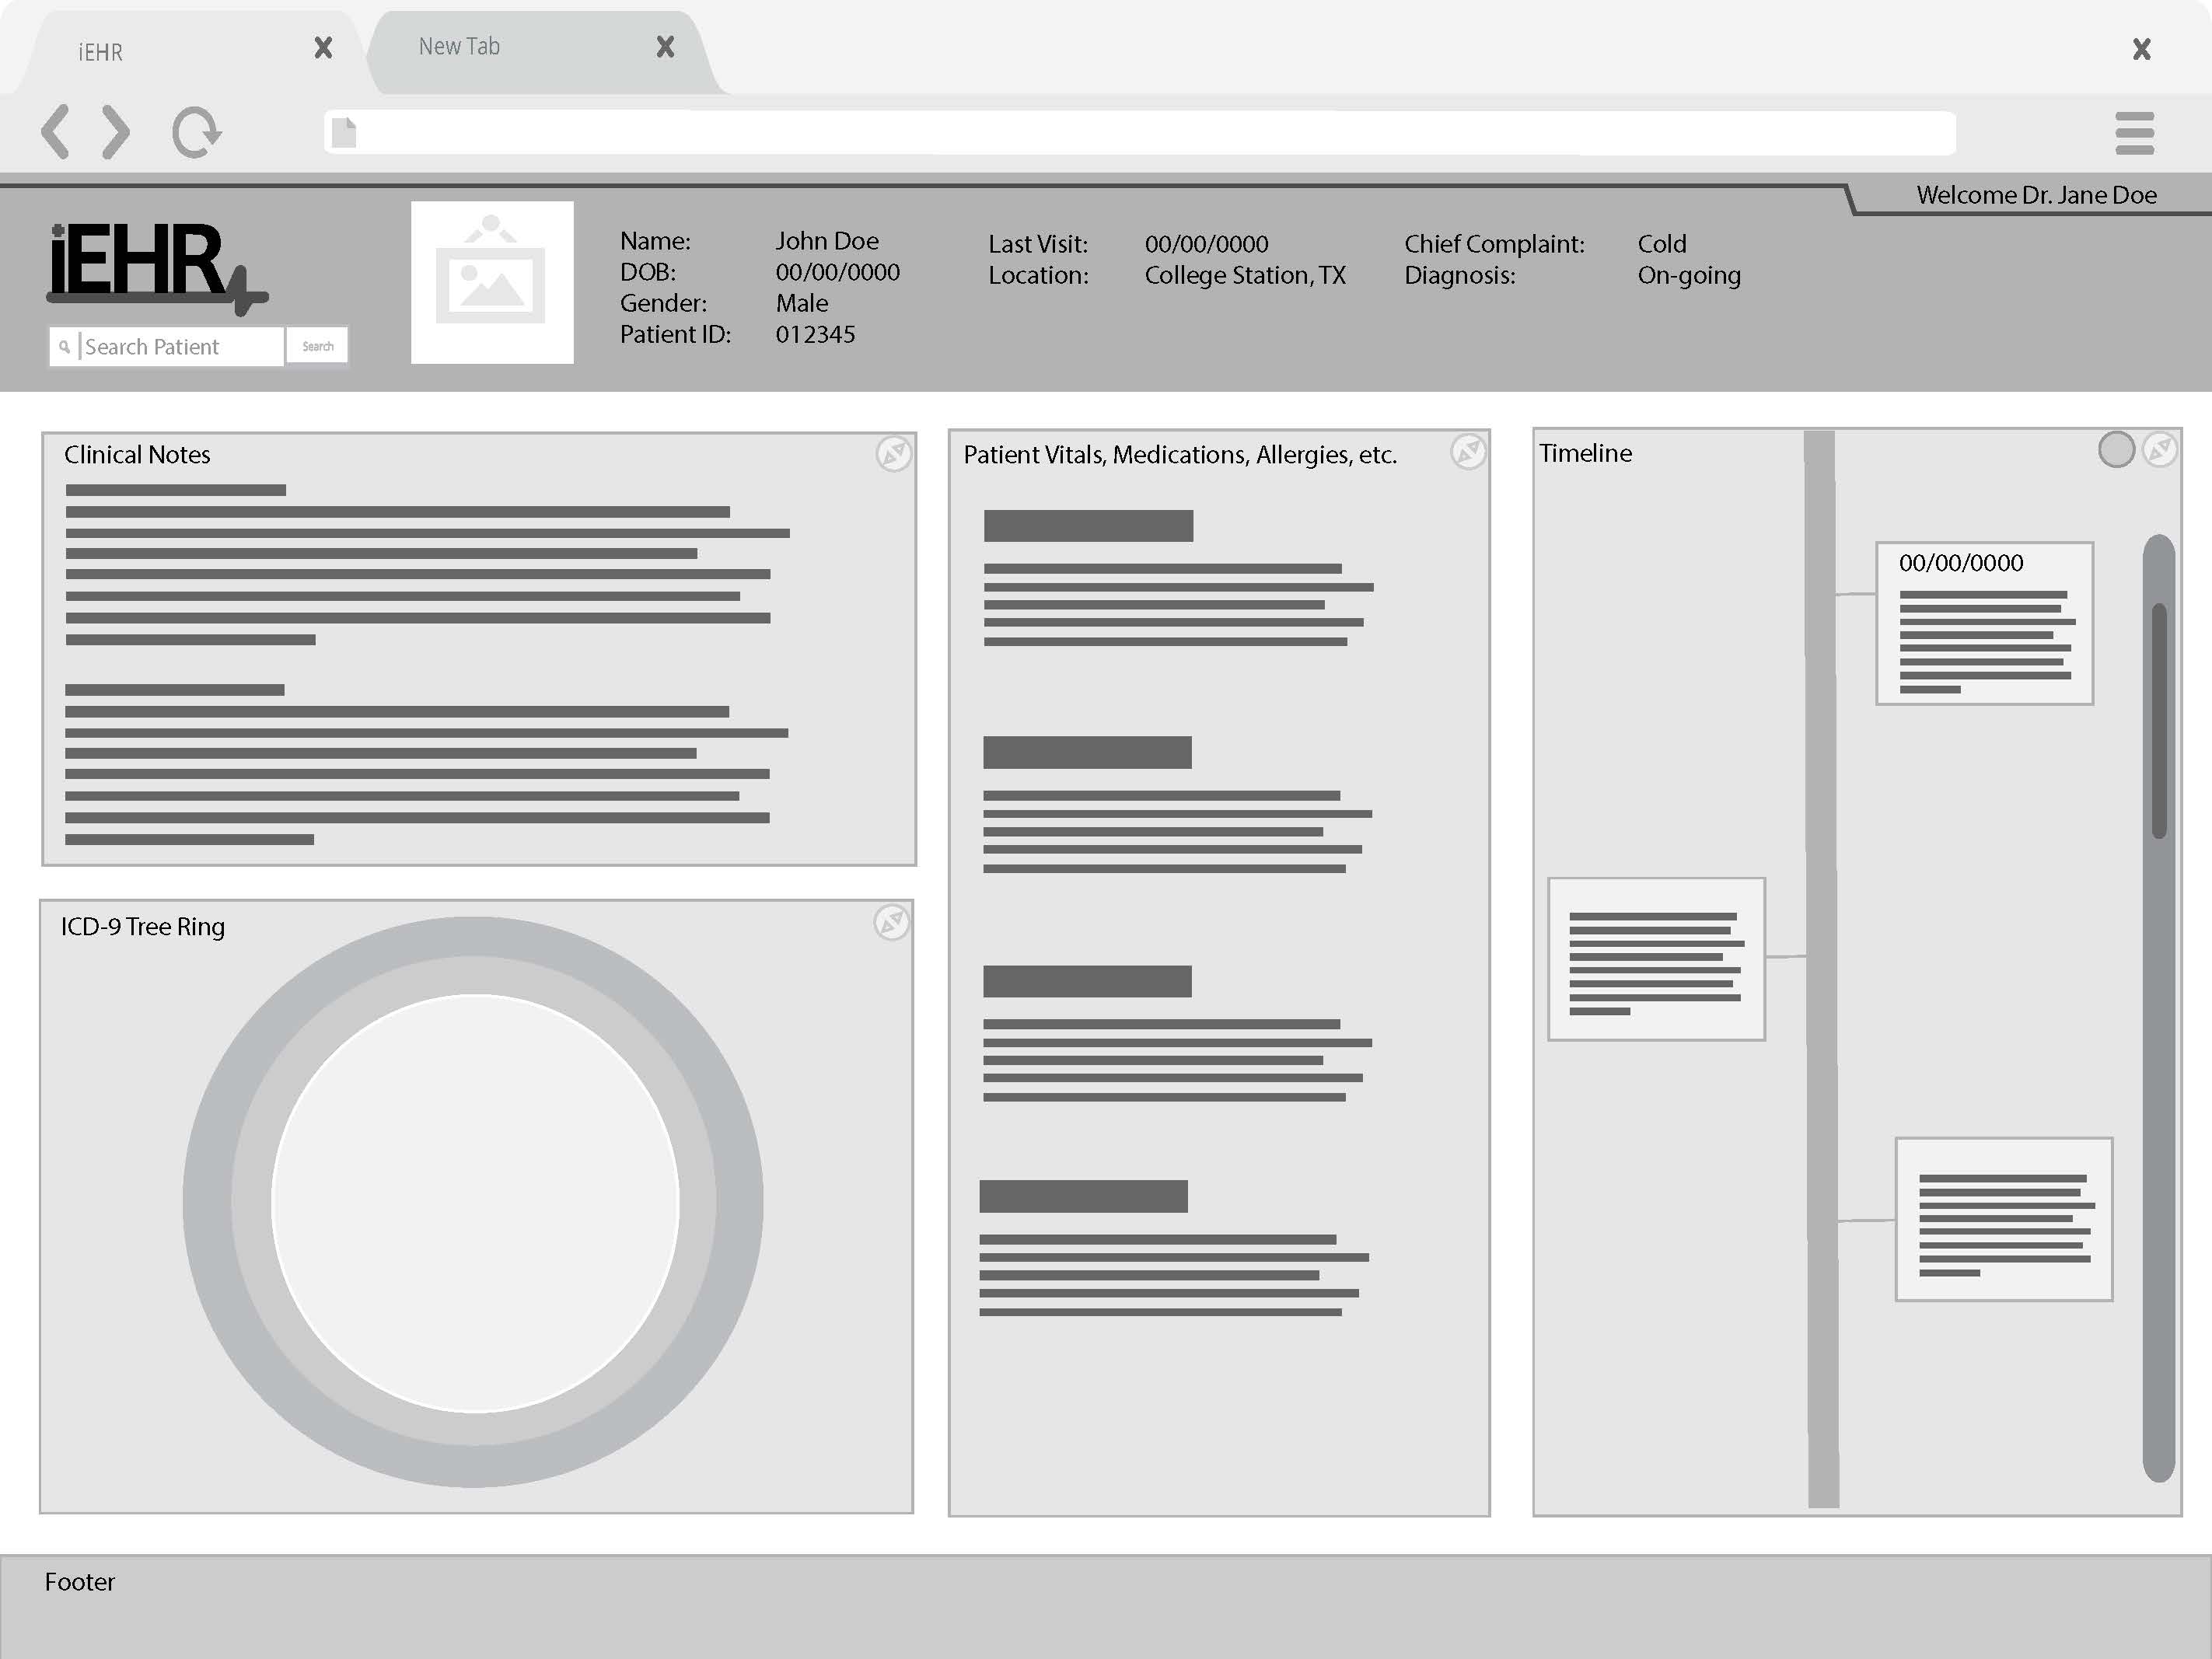 iEHR
New Tab
Welcome Dr. Jane Doe
iEHR
Search Patient
Search
Name: John Doe
DOB: 00/00/0000
Gender: Male
Patient ID: 012345
Last Visit: 00/00/0000
Location: College Station, TX
Chief Complaint: Cold
Diagnosis: On-going
Clinical Notes
ICD-9 Tree Ring
Patient Vitals, Medications, Allergies, etc.
Timeline
00/00/0000
Footer